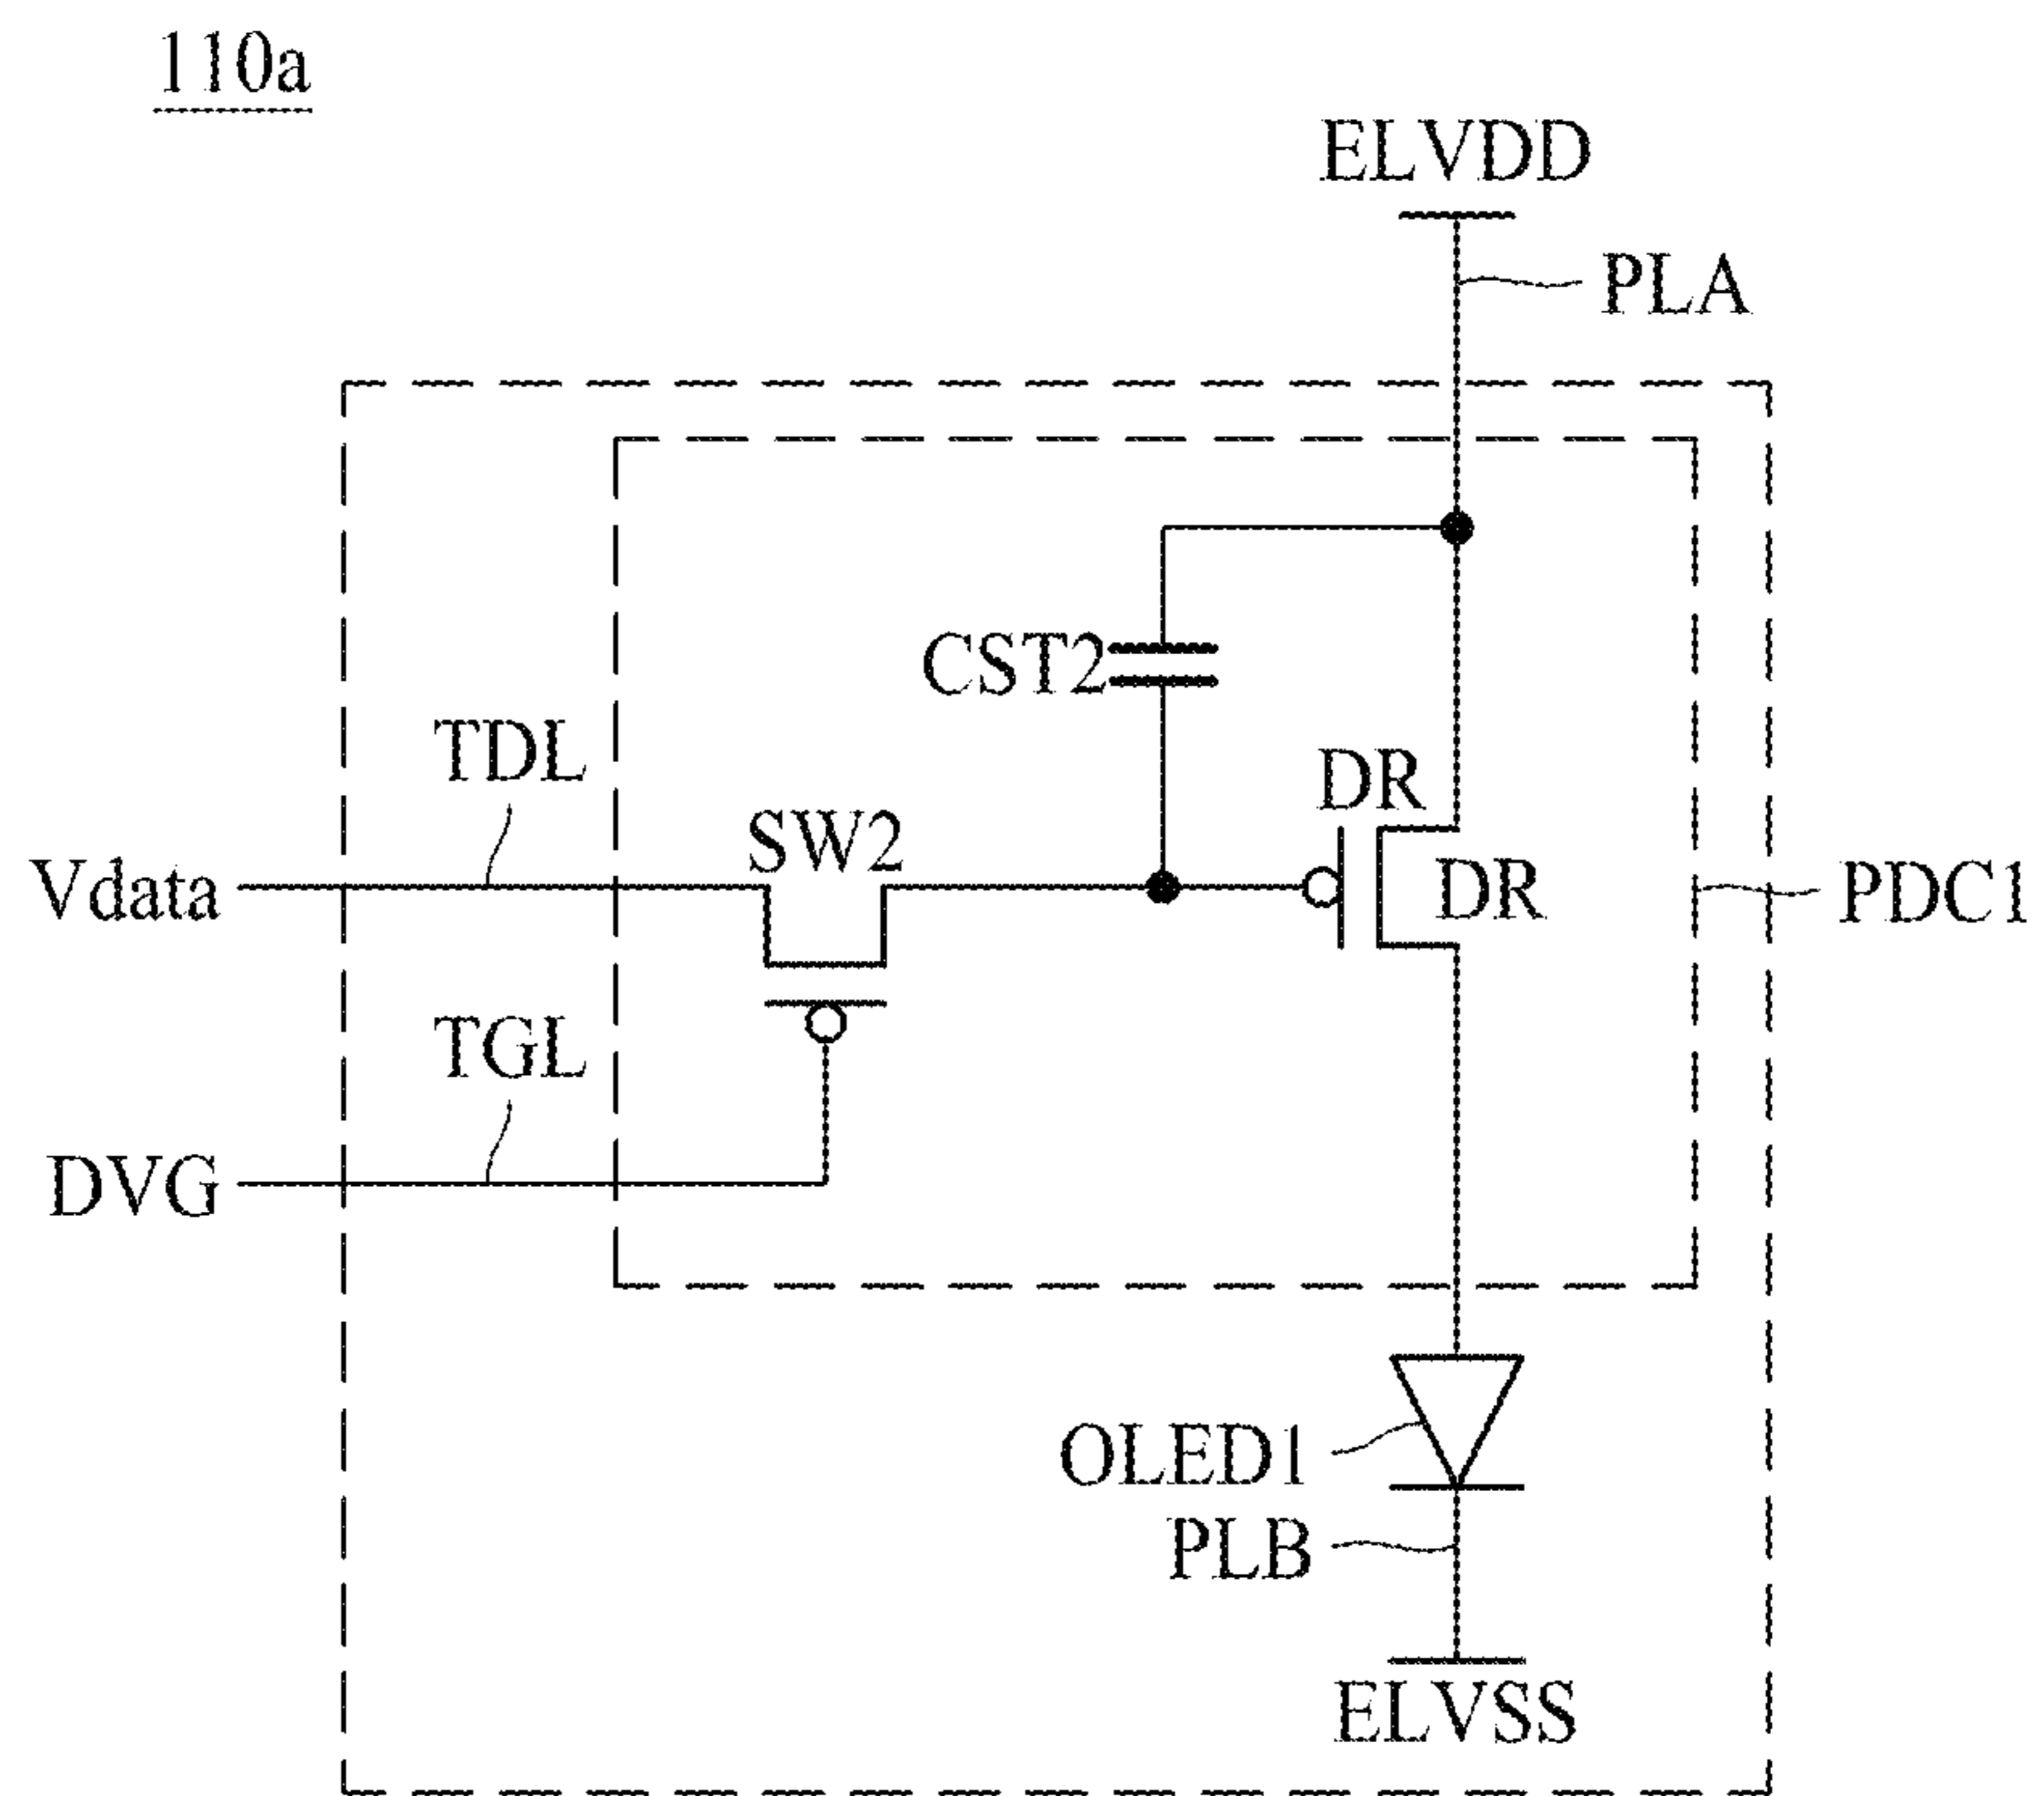 110a
ELVDD
PLA
CST2
TDL
DR
SW2
Vdata
DR
PDC1
TGL
DVG
OLED1
PLB
ELVSS